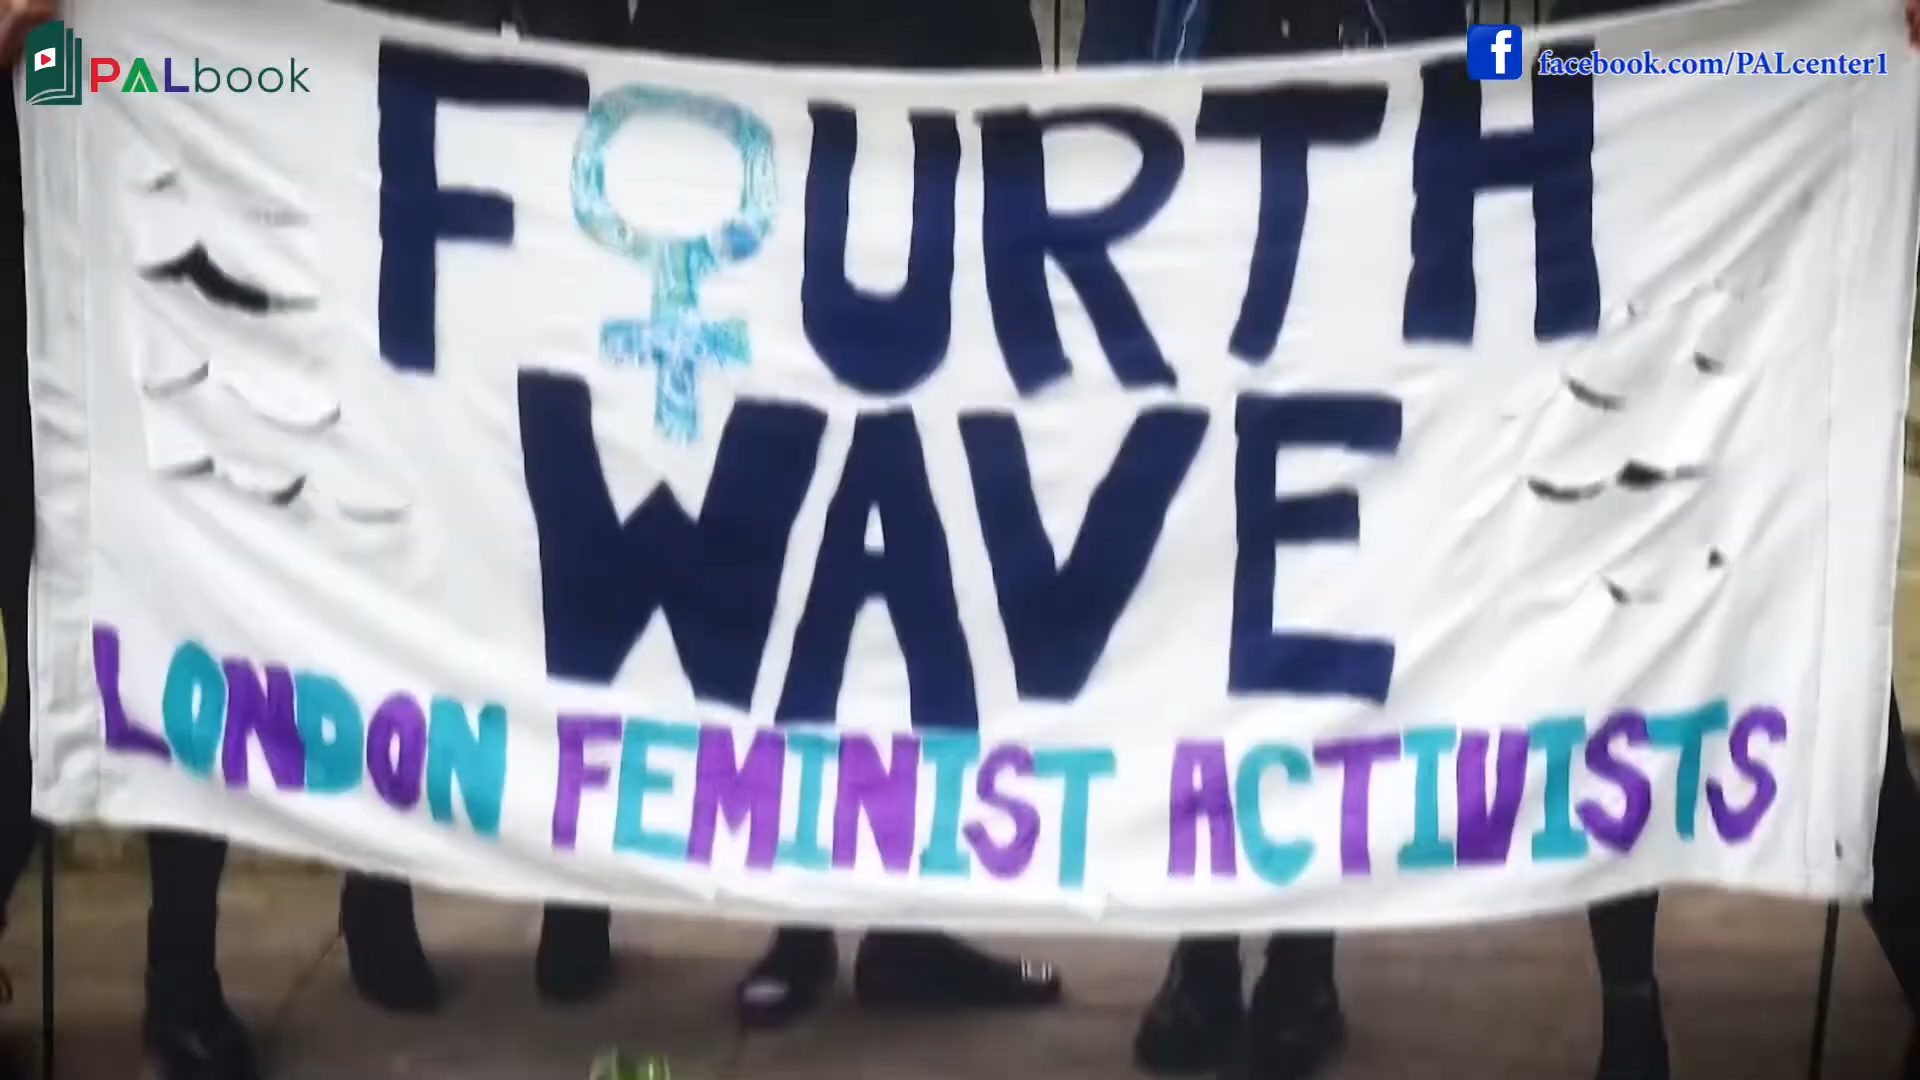 PALbook
facebook.com/PALcenter1
FOURTH
WAVE
LONDON FEMINIST ACTIVISTS